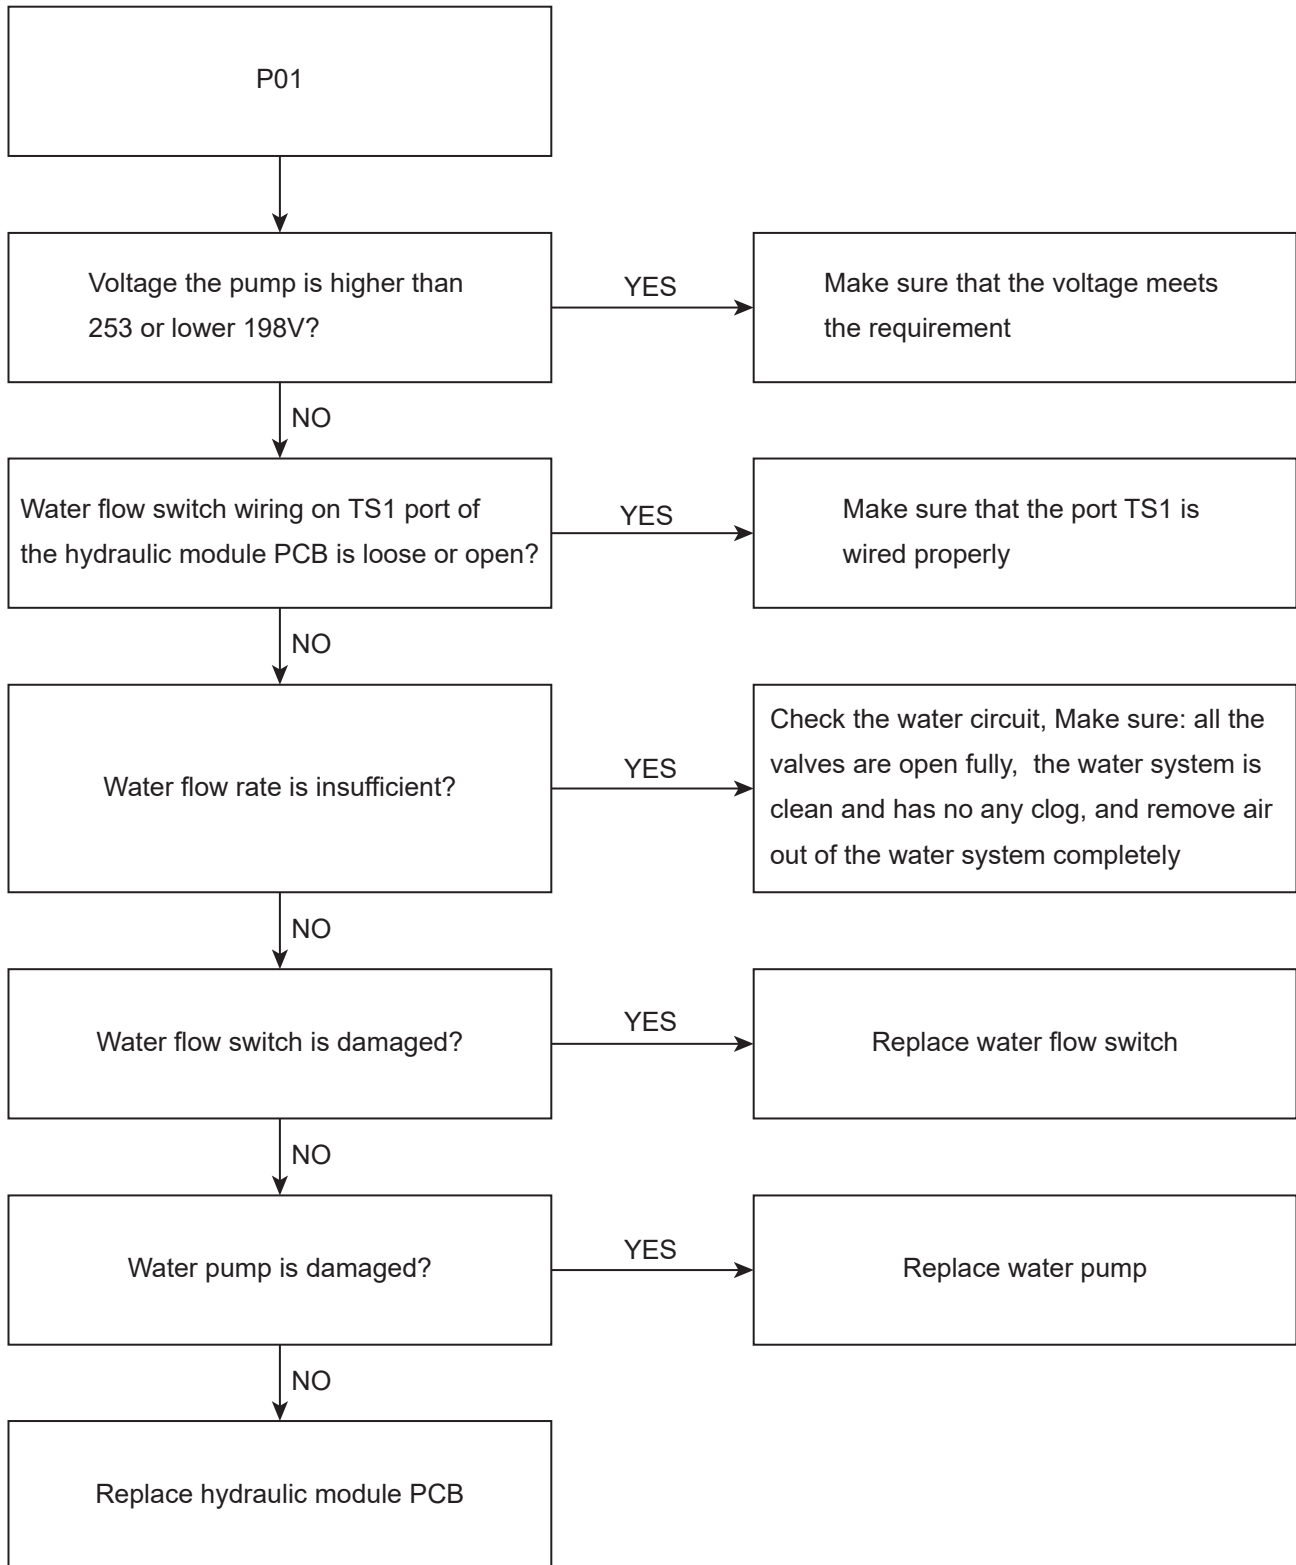 P01
Voltage the pump is higher than
253 or lower 198V?
YES
Make sure that the voltage meets
the requirement
NO
Water flow switch wiring on TS1 port of
the hydraulic module PCB is loose or open?
YES
Make sure that the port TS1 is
wired properly
NO
Water flow rate is insufficient?
YES
Check the water circuit, Make sure: all the
valves are open fully, the water system is
clean and has no any clog, and remove air
out of the water system completely
NO
Water flow switch is damaged?
YES
Replace water flow switch
NO
Water pump is damaged?
YES
Replace water pump
NO
Replace hydraulic module PCB